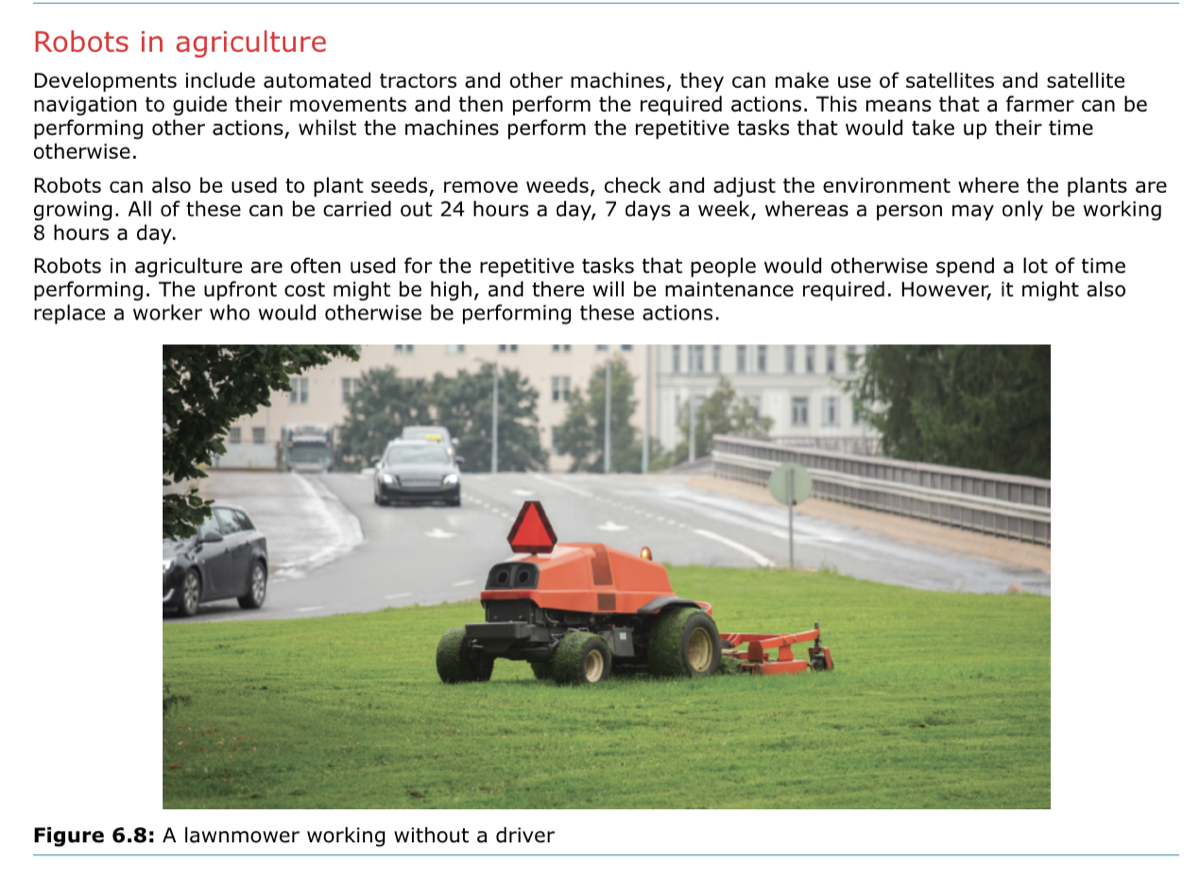 Robots in agriculture
Developments include automated tractors and other machines, they can make use of satellites and satellite
navigation to guide their movements and then perform the required actions. This means that a farmer can be
performing other actions, whilst the machines perform the repetitive tasks that would take up their time
otherwise.
Robots can also be used to plant seeds, remove weeds, check and adjust the environment where the plants are
growing. All of these can be carried out 24 hours a day, 7 days a week, whereas a person may only be working
8 hours a day.
Robots in agriculture are often used for the repetitive tasks that people would otherwise spend a lot of time
performing. The upfront cost might be high, and there will be maintenance required. However, it might also
replace a worker who would otherwise be performing these actions.
Figure 6.8: A lawnmower working without a driver